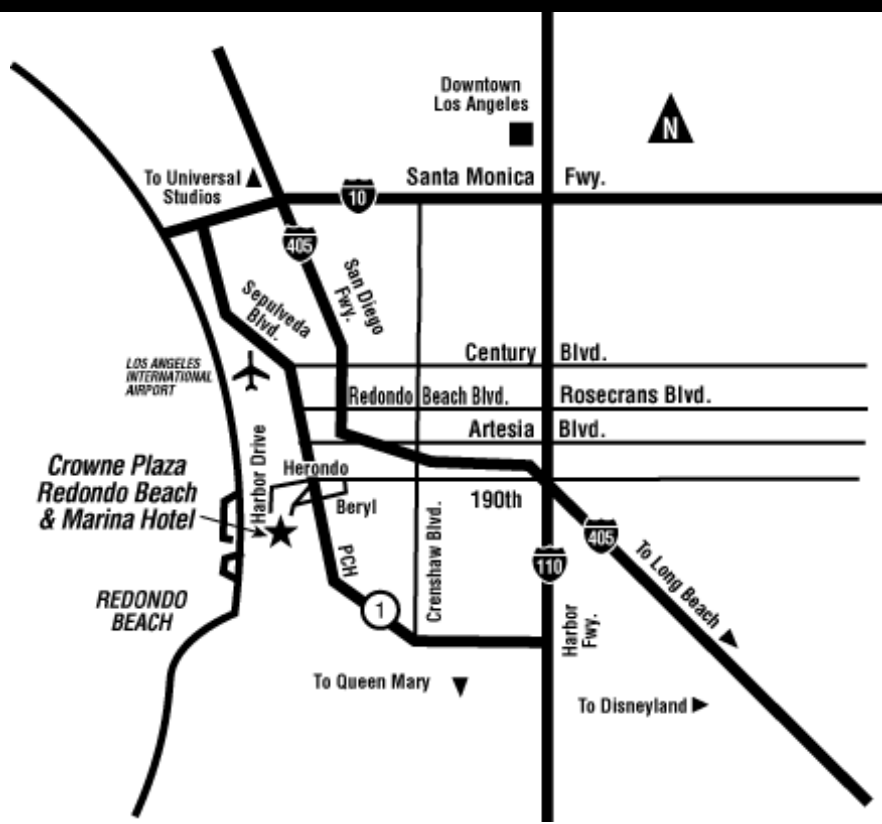 Downtown
Los Angeles
N
To Universal
Studios
Santa Monica Fwy.
10
405
San Diego
Fwy.
Sepulveda
Blvd.
LOS ANGELES
INTERNATIONAL
AIRPORT
Century Blvd.
Redondo Beach Blvd. Rosecrans Blvd.
Artesia Blvd.
Crowne Plaza
Redondo Beach
& Marina Hotel
Harbor Drive
Herondo
Beryl
190th
Crenshaw Blvd.
PCH
405
110
1
To Long Beach
REDONDO
BEACH
Harbor
Fwy.
To Queen Mary
To Disneyland